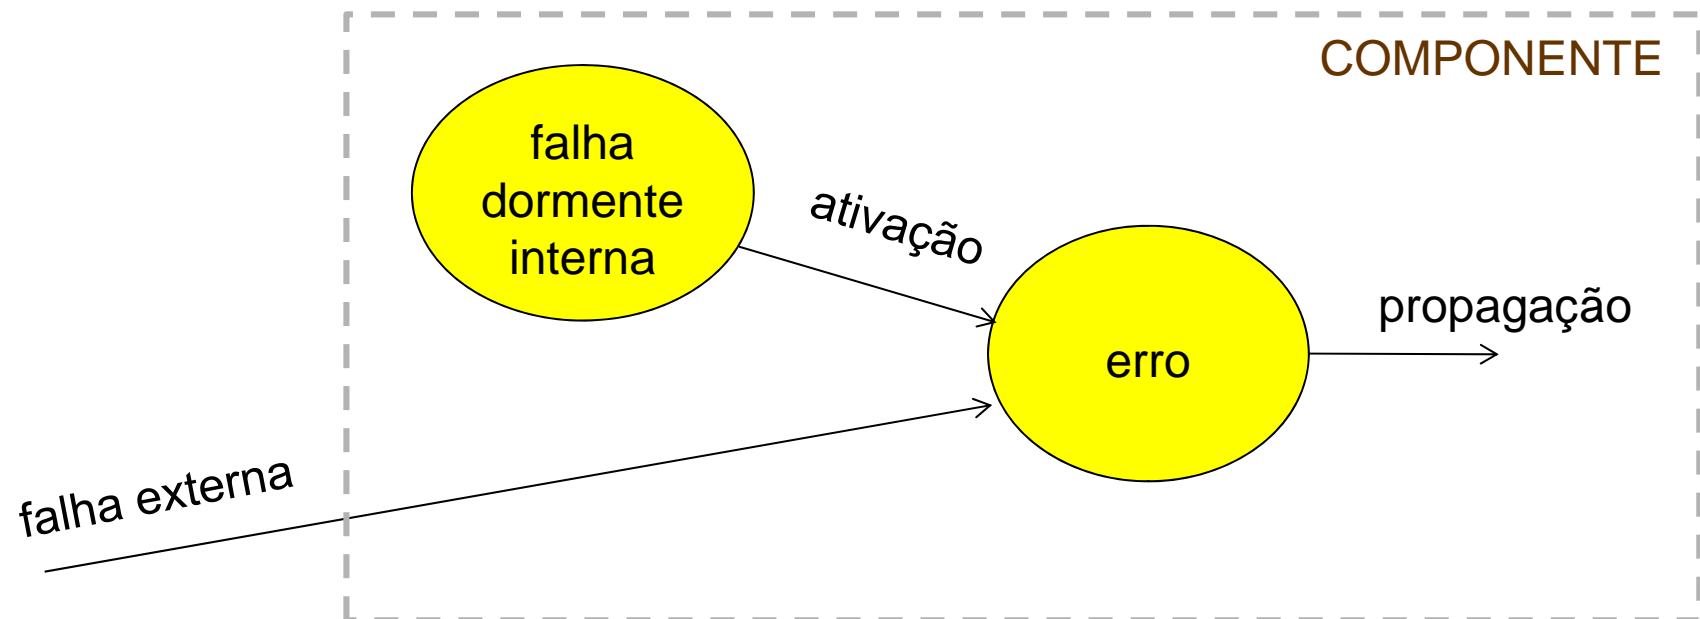 COMPONENTE
falha
dormente
interna
ativação
erro
propagação
falha externa